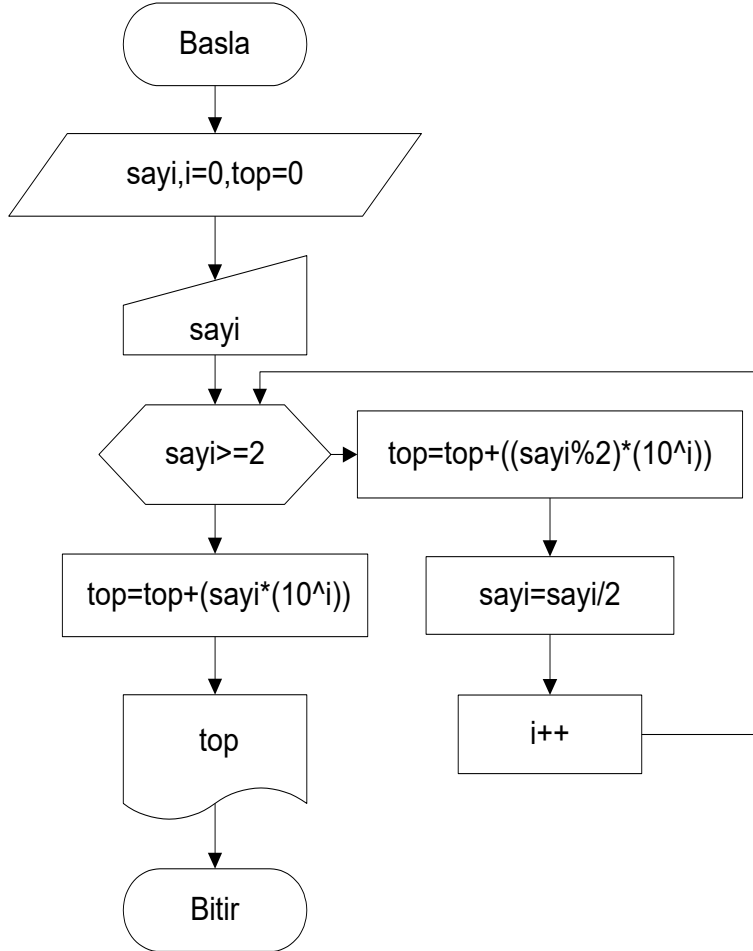 Basla
sayi,i=0,top=0
sayi
sayi>=2
top=top+((sayi%2)*(10^i))
sayi=sayi/2
i++
top=top+(sayi*(10^i))
top
Bitir